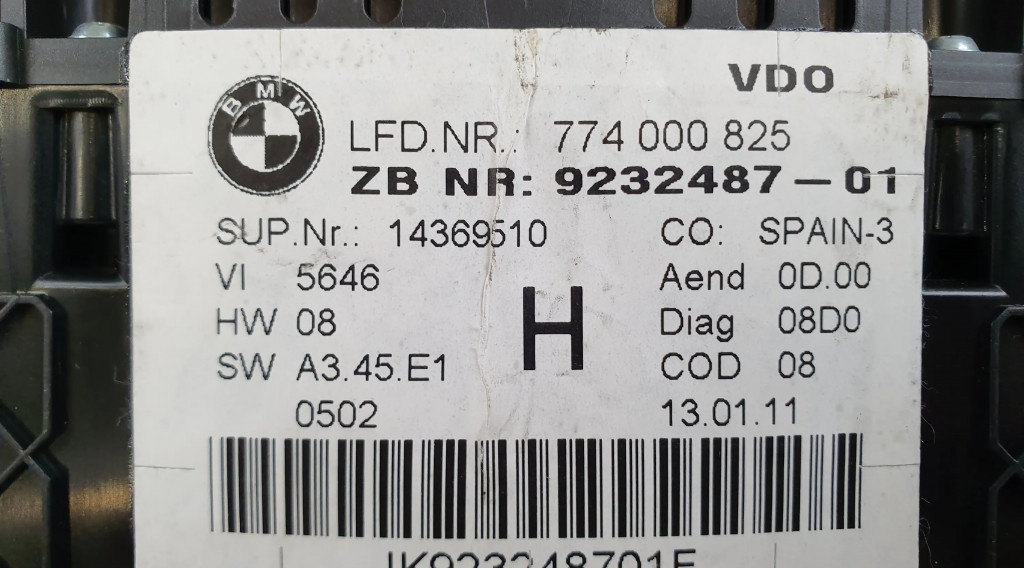 VDO
BMW
LFD.NR.: 774 000 825
ZB NR: 9232487-01
SUP.Nr.: 14369510 CO: SPAIN-3
VI 5646 Aend 0D.00
HW 08 H Diag 08D0
SW A3.45.E1 COD 08
0502 13.01.11
IK923248701E